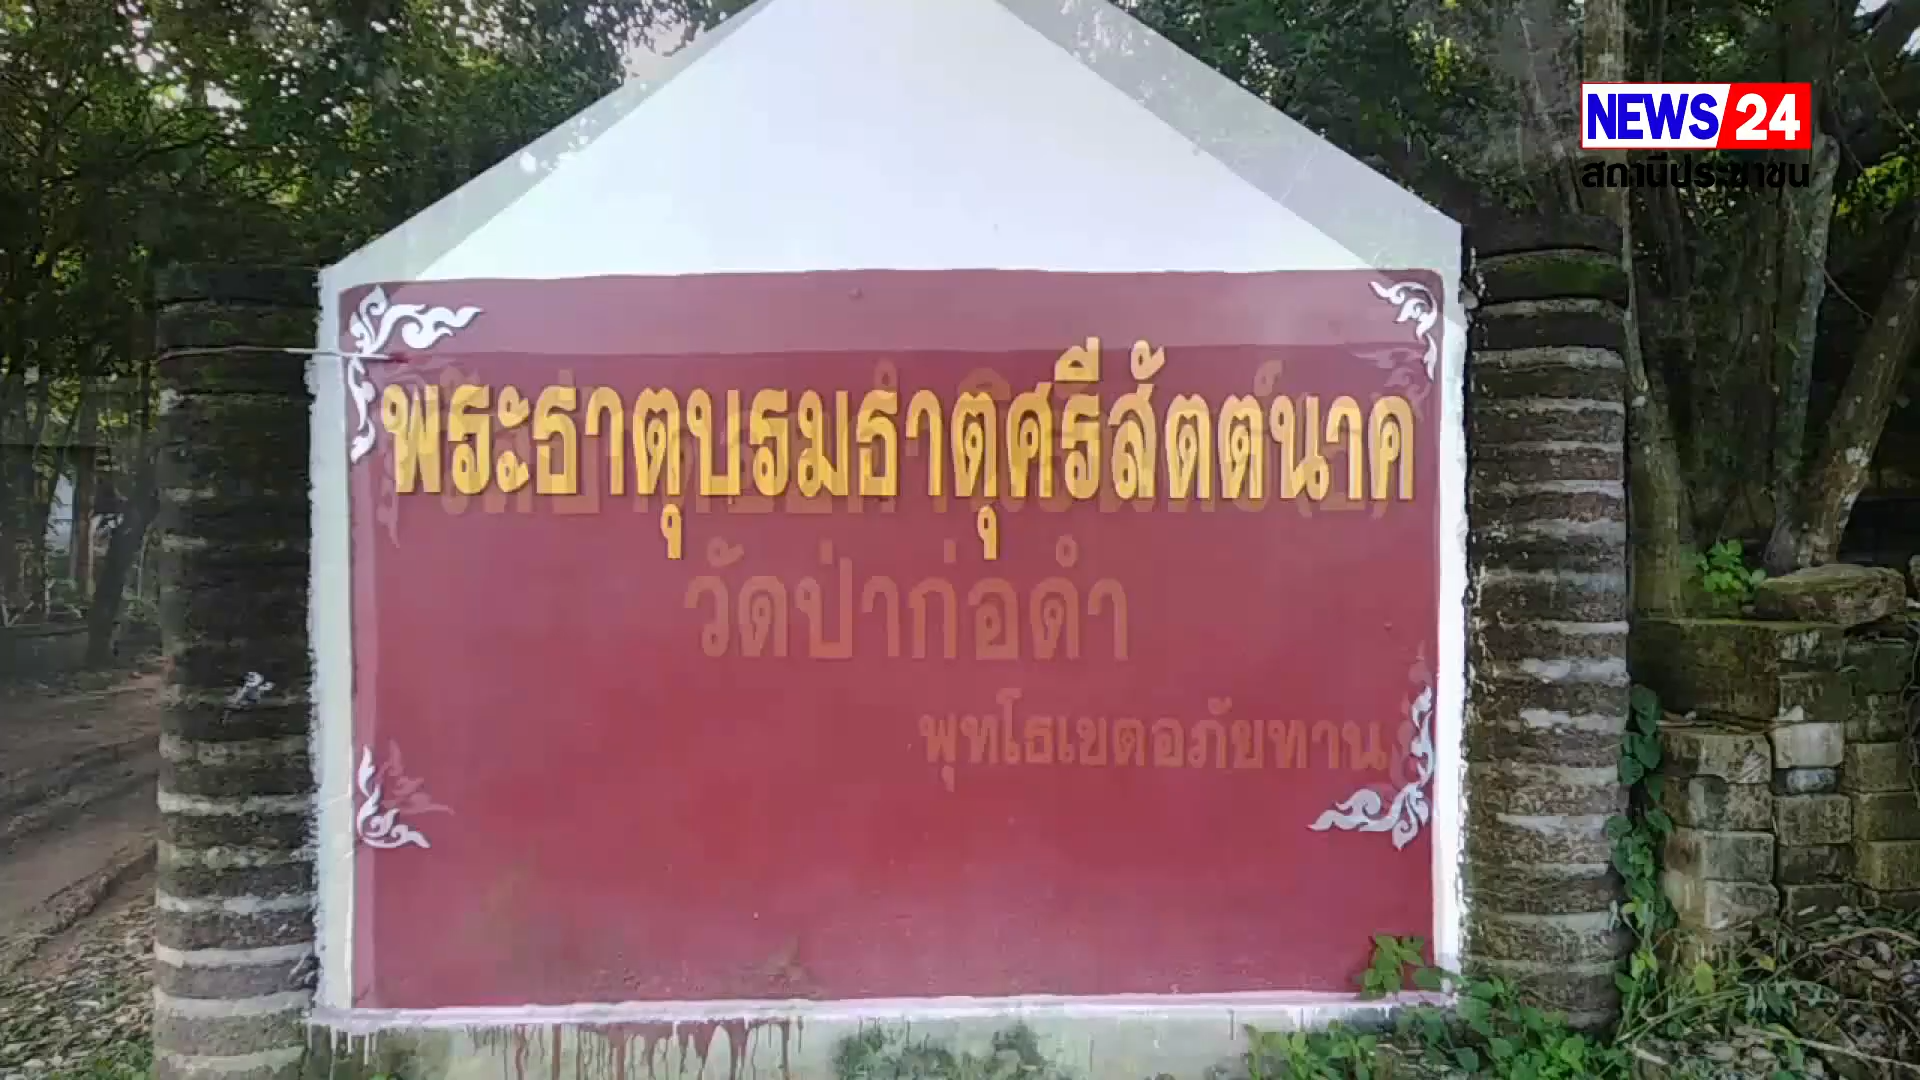 NEWS/24
สถานีประชาชน
พระธาตุบรมธาตุศรีสัตต์นาค
วัดป่าก่อดำ
พุทโธเขตอภัยทาน